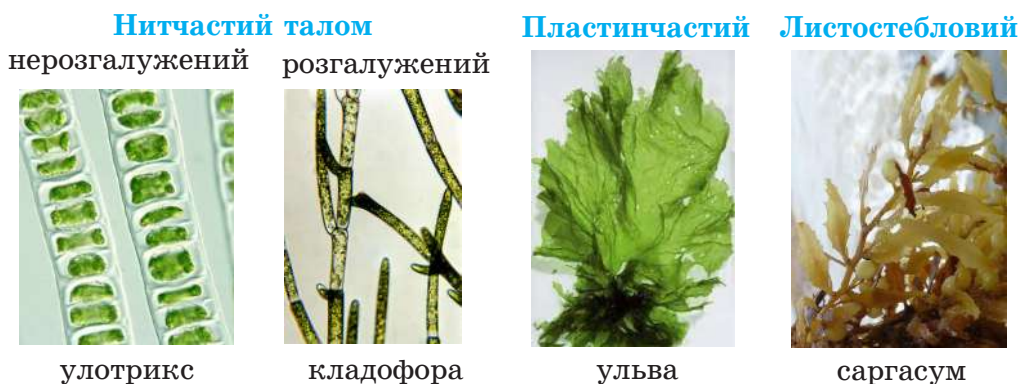 Нитчастий талом
Пластинчастий
Листостебловий
нерозгалужений
розгалужений
улотрикс
кладофора
ульва
саргасум